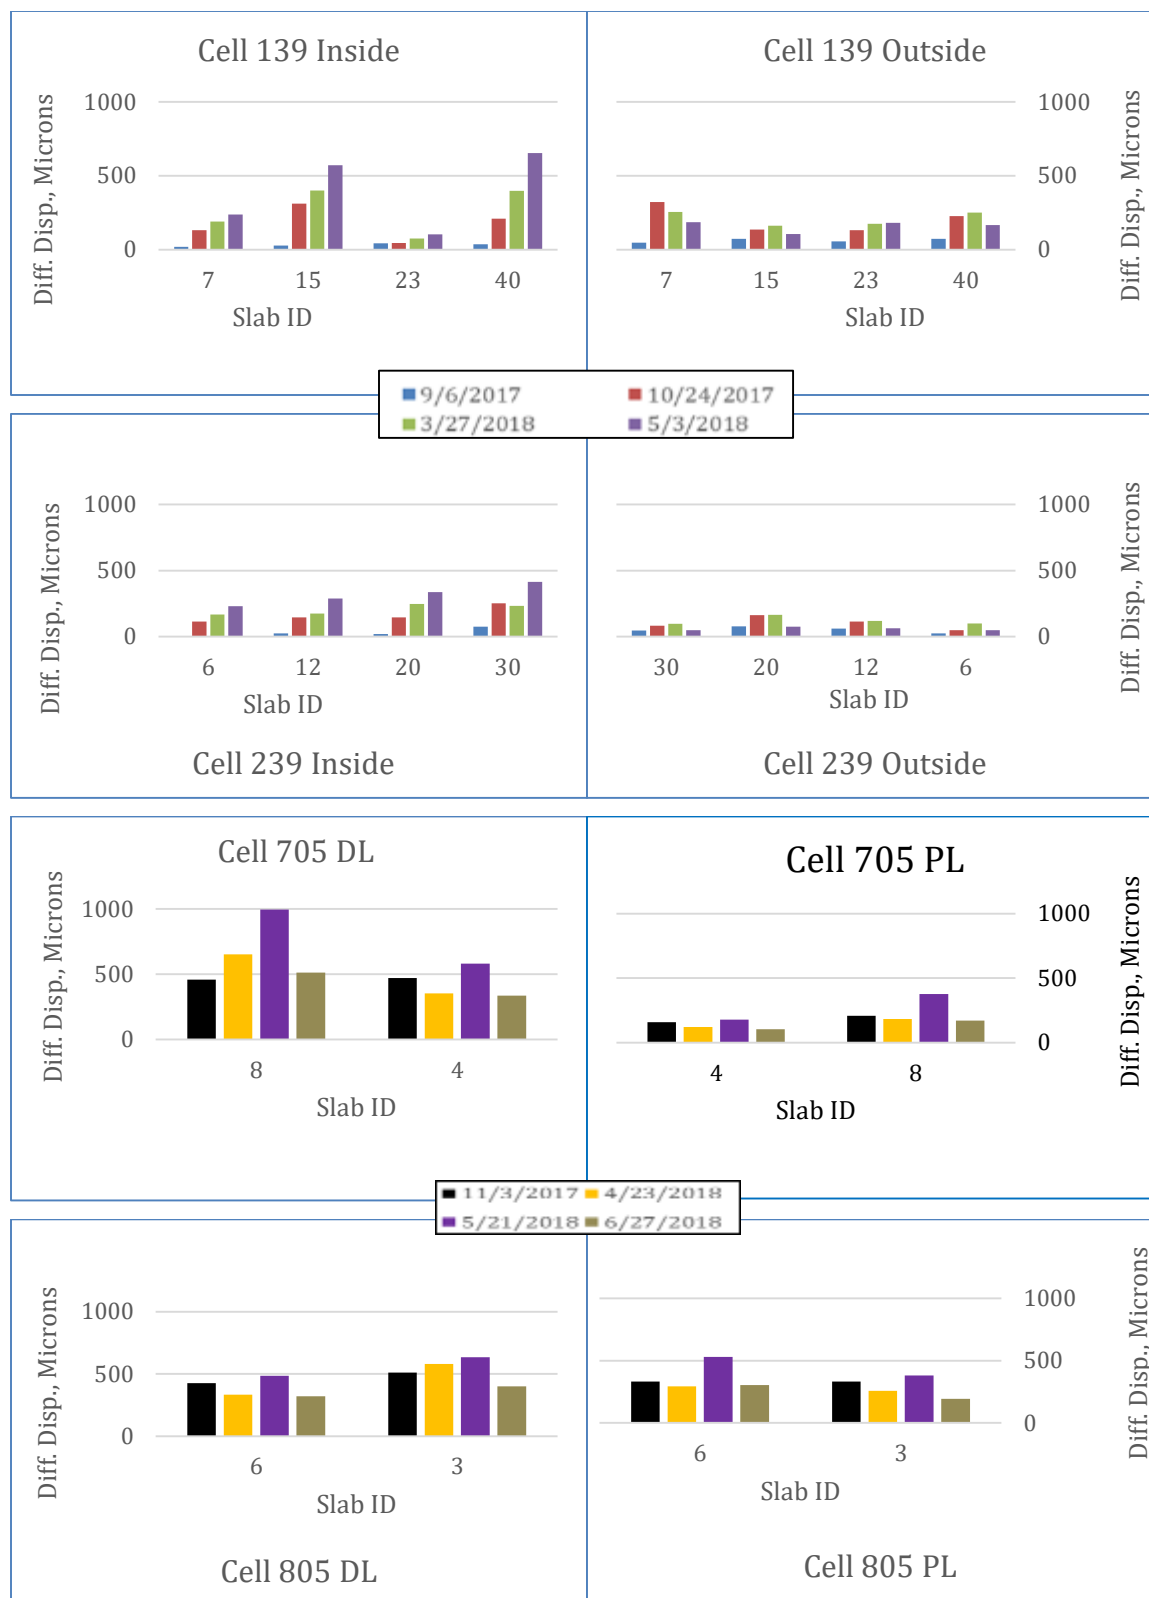 Cell 139 Inside
Diff. Disp., Microns
1000
500
0
7 15 23 40
Slab ID
Cell 139 Outside
1000
500
0
Diff. Disp., Microns
7 15 23 40
Slab ID
9/6/2017 10/24/2017
3/27/2018 5/3/2018
Diff. Disp., Microns
1000
500
0
6 12 20 30
Slab ID
Cell 239 Inside
1000
500
0
Diff. Disp., Microns
30 20 12 6
Slab ID
Cell 239 Outside
Cell 705 DL
Diff. Disp., Microns
1000
500
0
8 4
Slab ID
Cell 705 PL
1000
500
0
Diff. Disp., Microns
4 8
Slab ID
11/3/2017 4/23/2018
5/21/2018 6/27/2018
Diff. Disp., Microns
1000
500
0
6 3
Slab ID
Cell 805 DL
1000
500
0
Diff. Disp., Microns
6 3
Slab ID
Cell 805 PL